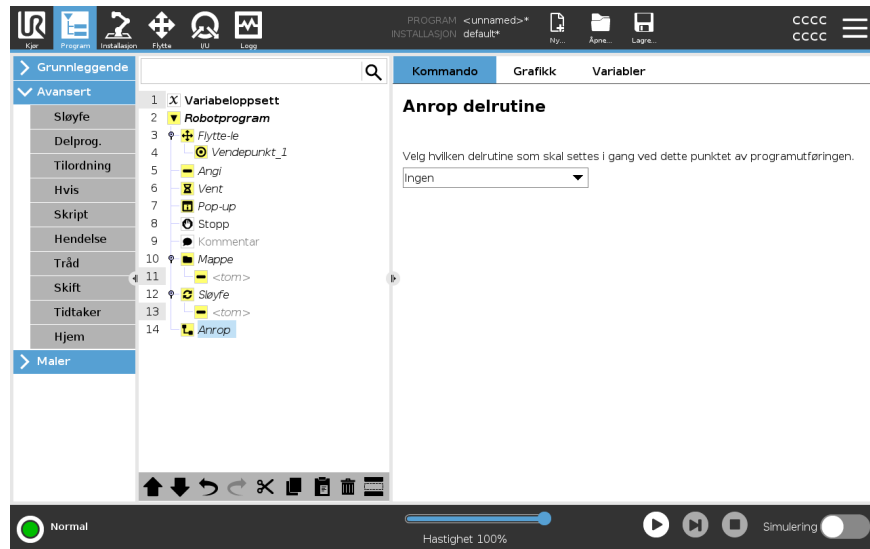 UR
PROGRAM <unnamed>*
INSTALLASJON default*
CCCC
CCCC
Kjør
Program
Installasjon
Flytte
I/U
Logg
Ny...
Åpne...
Lagre...
Grunnleggende
Avansert
Sløyfe
Delprog.
Tilordning
Hvis
Skript
Hendelse
Tråd
Skift
Tidtaker
Hjem
Maler
1 X Variabeloppsett
2 Robotprogram
3 Flytte-le
4 Vendepunkt_1
5 Angi
6 Vent
7 Pop-up
8 Stopp
9 Kommentar
10 Mappe
11 <tom>
12 Sløyfe
13 <tom>
14 Anrop
Kommando
Grafikk
Variabler
Anrop delrutine
Velg hvilken delrutine som skal settes i gang ved dette punktet av programutføringen.
Ingen
Normal
Hastighet 100%
Simulering